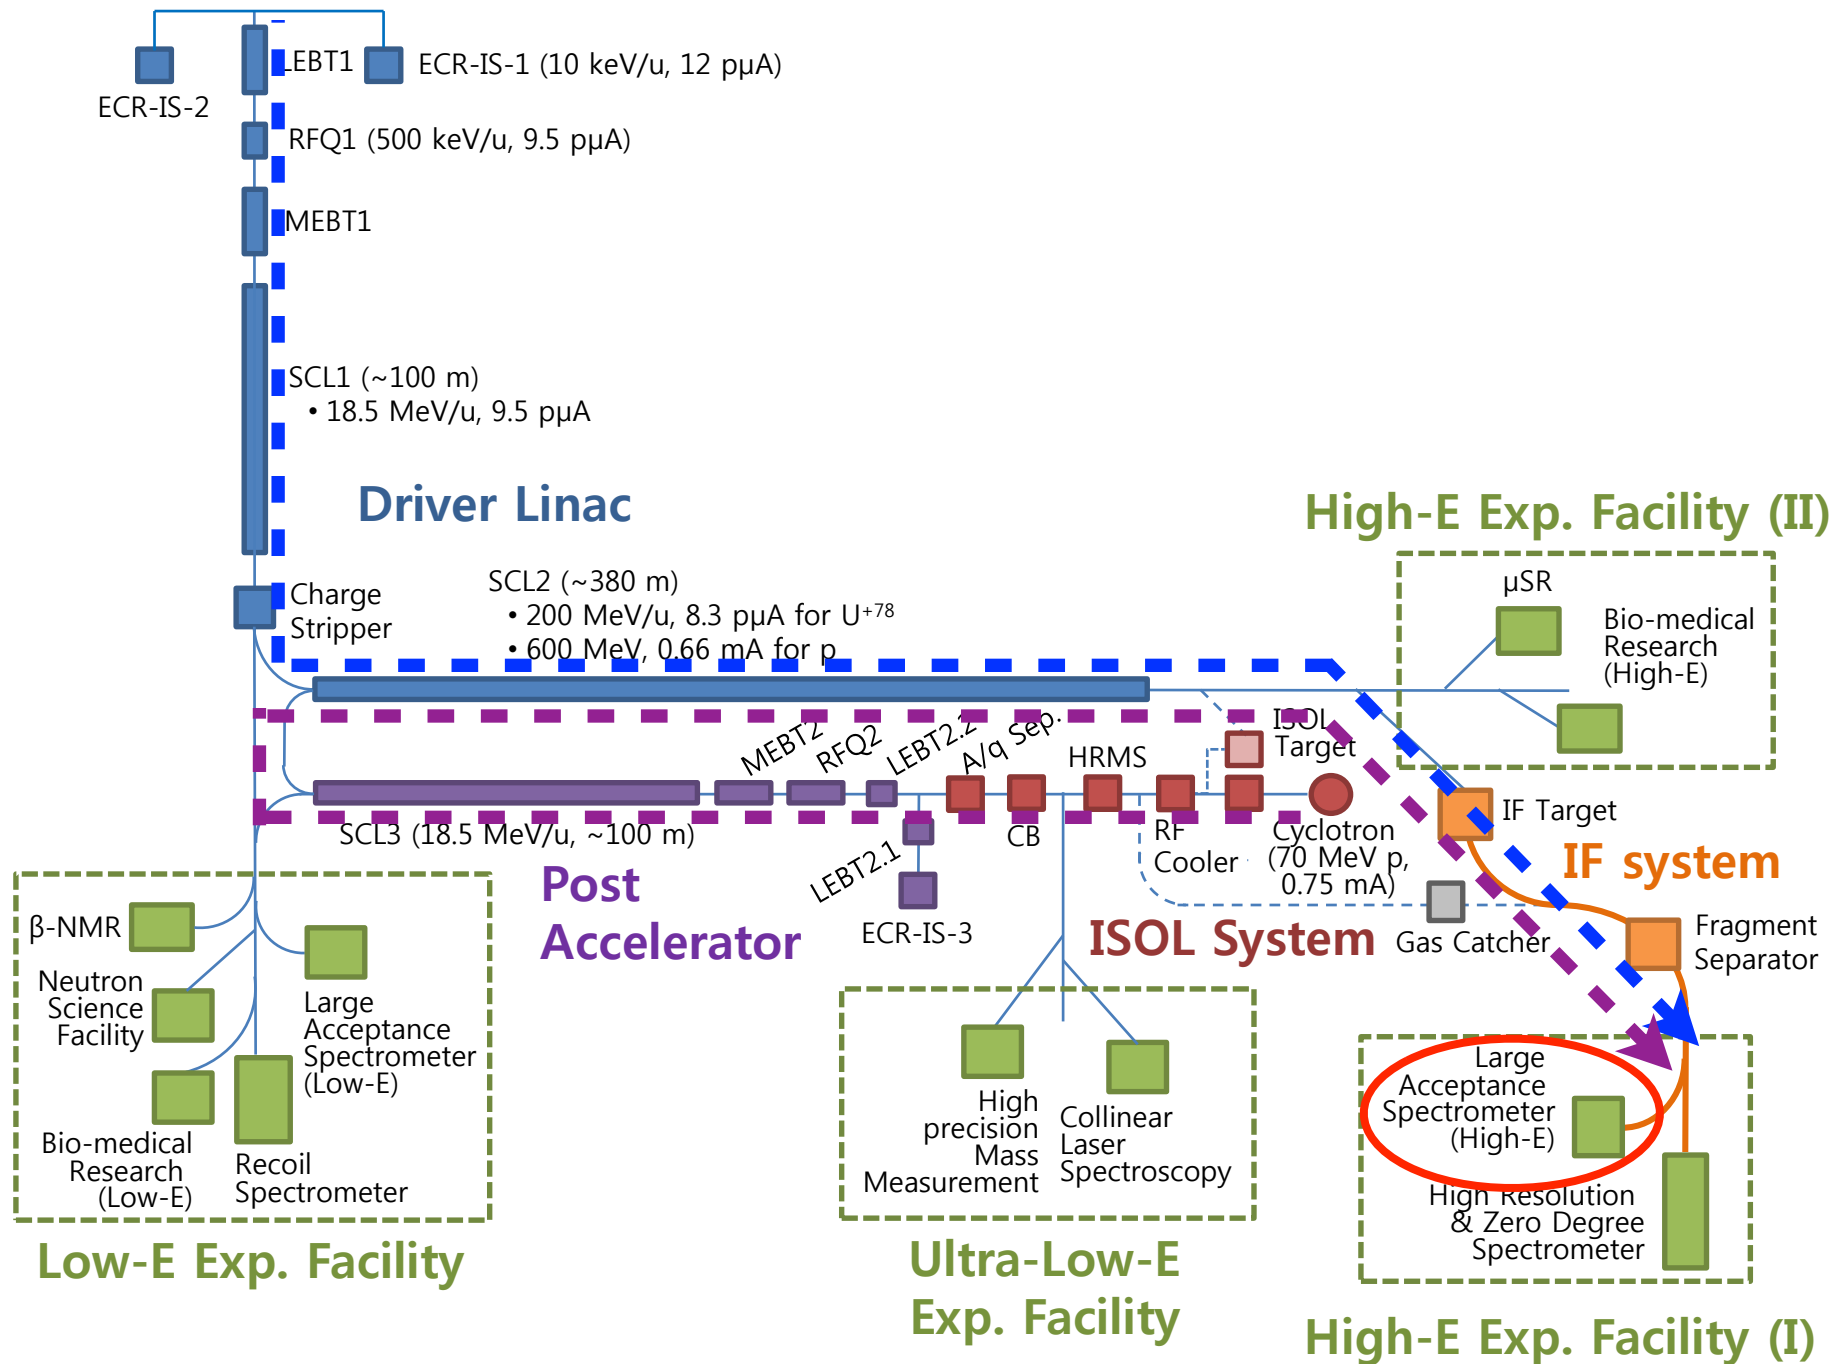 LEBT1
ECR-IS-1 (10 keV/u, 12 pμA)
ECR-IS-2
RFQ1 (500 keV/u, 9.5 pμA)
MEBT1
SCL1 (~100 m)
• 18.5 MeV/u, 9.5 pμA
Driver Linac
Charge
Stripper
SCL2 (~380 m)
• 200 MeV/u, 8.3 pμA for U+78
• 600 MeV, 0.66 mA for p
High-E Exp. Facility (II)
μSR
Bio-medical
Research
(High-E)
MEBT2
RFQ2
LEBT2.2
A/q Sep.
HRMS
ISOL
Target
SCL3 (18.5 MeV/u, ~100 m)
LEBT2.1
ECR-IS-3
CB
RF
Cooler
Cyclotron
(70 MeV p,
0.75 mA)
IF Target
IF system
Post
Accelerator
ISOL System
Gas Catcher
Fragment
Separator
β-NMR
Neutron
Science
Facility
Large
Acceptance
Spectrometer
(Low-E)
Bio-medical
Research
(Low-E)
Recoil
Spectrometer
Low-E Exp. Facility
High
precision
Mass
Measurement
Collinear
Laser
Spectroscopy
Ultra-Low-E
Exp. Facility
Large
Acceptance
Spectrometer
(High-E)
High Resolution
& Zero Degree
Spectrometer
High-E Exp. Facility (I)